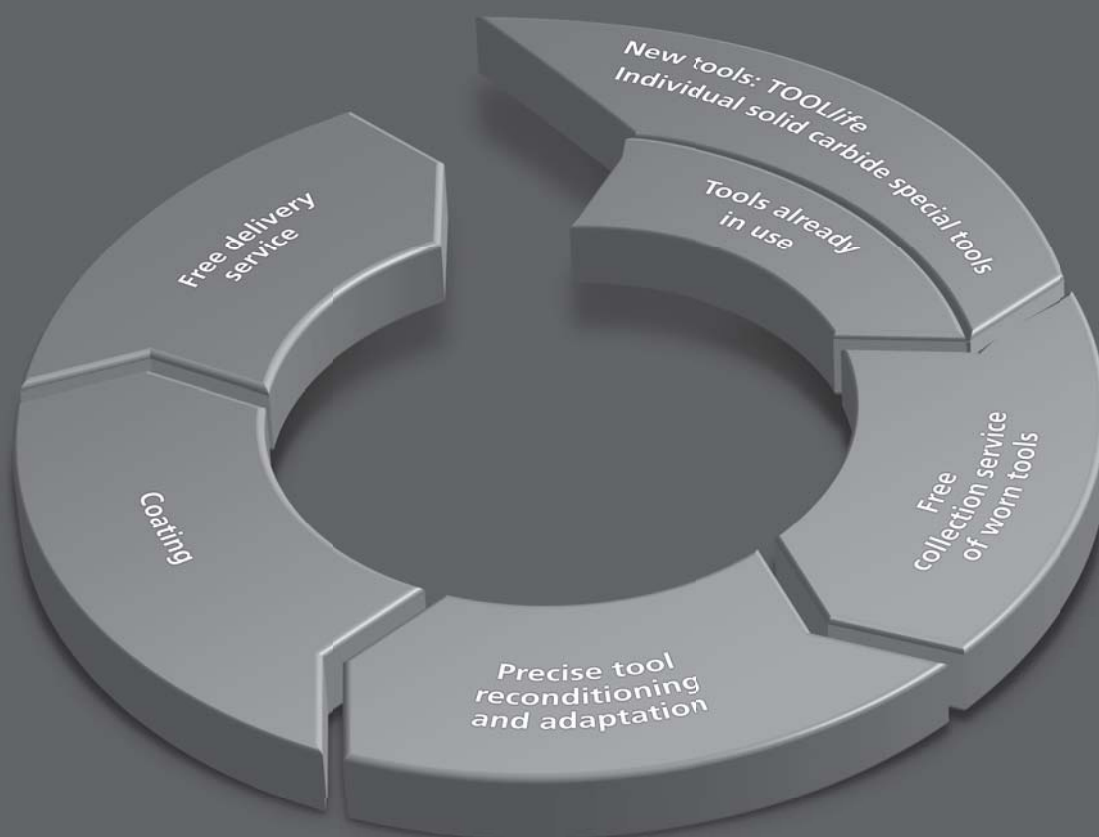 New tools: TOOLlife
Individual solid carbide special tools
Tools already
in use
Free
collection service
of worn tools
Precise tool
reconditioning
and adaptation
Coating
Free delivery
service